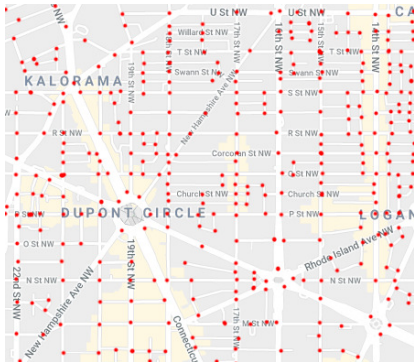 U St NW
U St NW
CA
Willard St NW
17th St NW
16th St NW
15th St NW
14th St NW
T St NW
T St NW
19th St NW
Swann St NW
Swann St NW
KALORAMA
New Hampshire Ave NW
S St NW
R St NW
R St NW
Corcoran St NW
Q St NW
Church St NW
Church St NW
P St NW
DUPONT CIRCLE
P St NW
LOGAN
O St NW
19th St NW
Rhode Island Ave NW
22nd St NW
N St NW
N St NW
New Hampshire Ave NW
Connecticut
17th St NW
M St NW